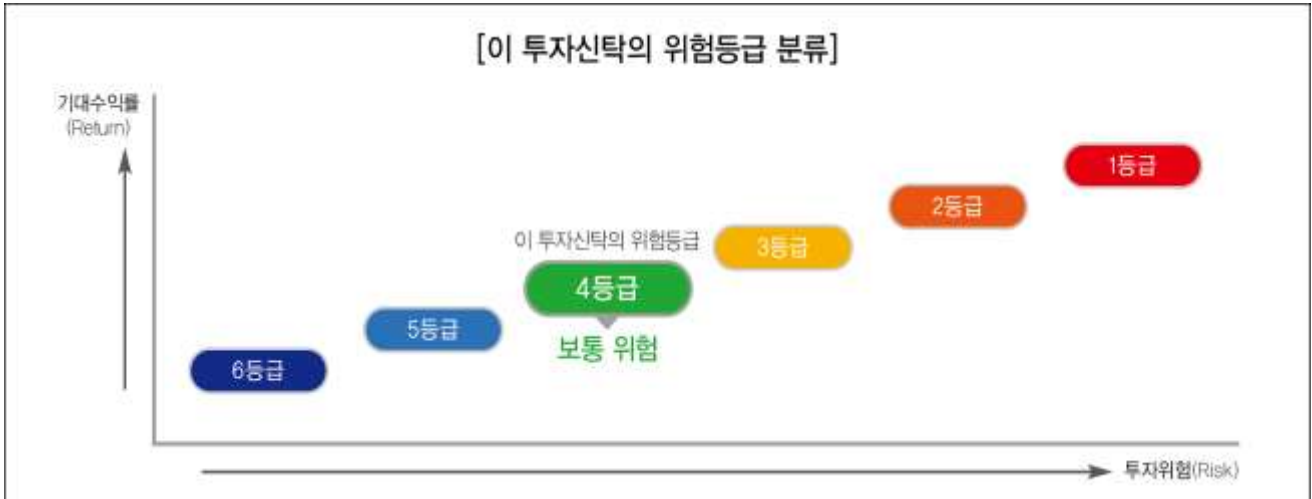 [이 투자신탁의 위험등급 분류]
기대수익률
(Return)
1등급
2등급
이 투자신탁의 위험등급
3등급
4등급
5등급
보통 위험
6등급
투자위험(Risk)